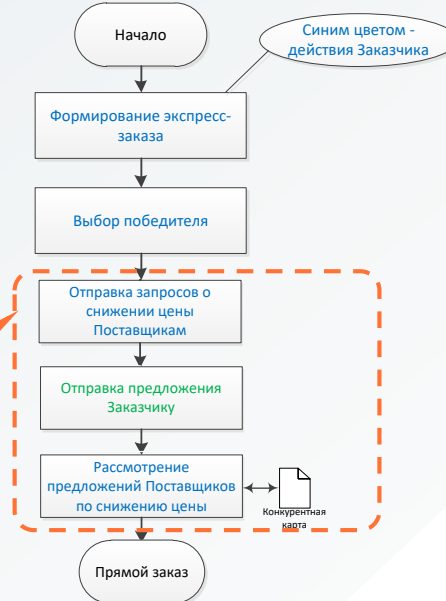 Начало
Синим цветом -
действия Заказчика
Формирование экспресс-
заказа
Выбор победителя
Отправка запросов о
снижении цены
Поставщикам
Отправка предложения
Заказчику
Рассмотрение
предложений Поставщиков
по снижению цены
Конкурентная
карта
Прямой заказ